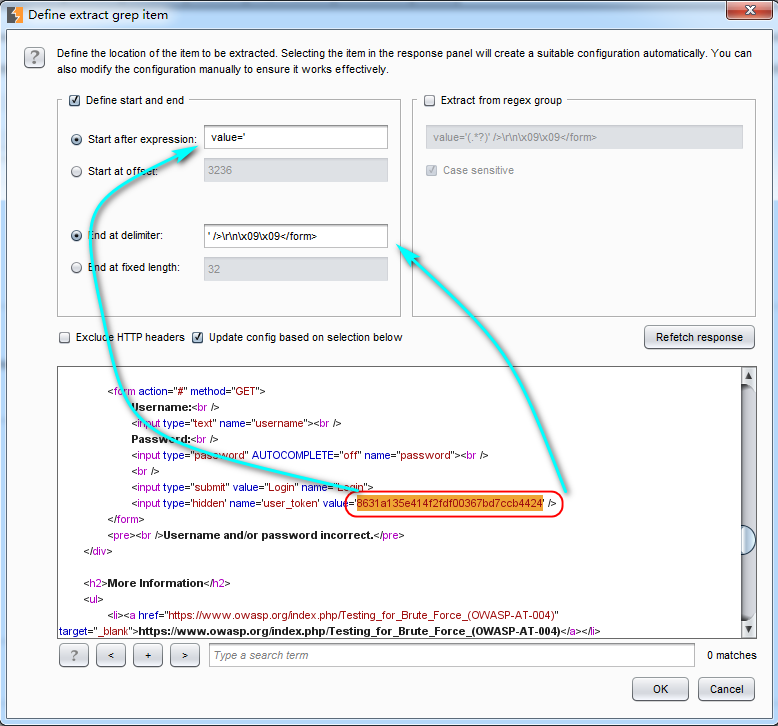 Define extract grep item
? Define the location of the item to be extracted. Selecting the item in the response panel will create a suitable configuration automatically. You can
also modify the configuration manually to ensure it works effectively.
Define start and end
Start after expression: value='
Start at offset: 3236
End at delimiter: ' />\r\n\x09\x09</form>
End at fixed length: 32
Extract from regex group
value='(.*?)' />\r\n\x09\x09</form>
Case sensitive
Exclude HTTP headers Update config based on selection below
Refetch response
<form action="#" method="GET">
Username:<br />
<input type="text" name="username"><br />
Password:<br />
<input type="password" AUTOCOMPLETE="off" name="password"><br />
<br />
<input type="submit" value="Login" name="Login">
<input type='hidden' name='user_token' value='8631a135e414f2fdf00367bd7ccb4424' />
</form>
<pre><br />Username and/or password incorrect.</pre>
</div>
<h2>More Information</h2>
<ul>
<li><a href="https://www.owasp.org/index.php/Testing_for_Brute_Force_(OWASP-AT-004)"
target="_blank">https://www.owasp.org/index.php/Testing_for_Brute_Force_(OWASP-AT-004)</a></li>
? < + > Type a search term 0 matches
OK Cancel